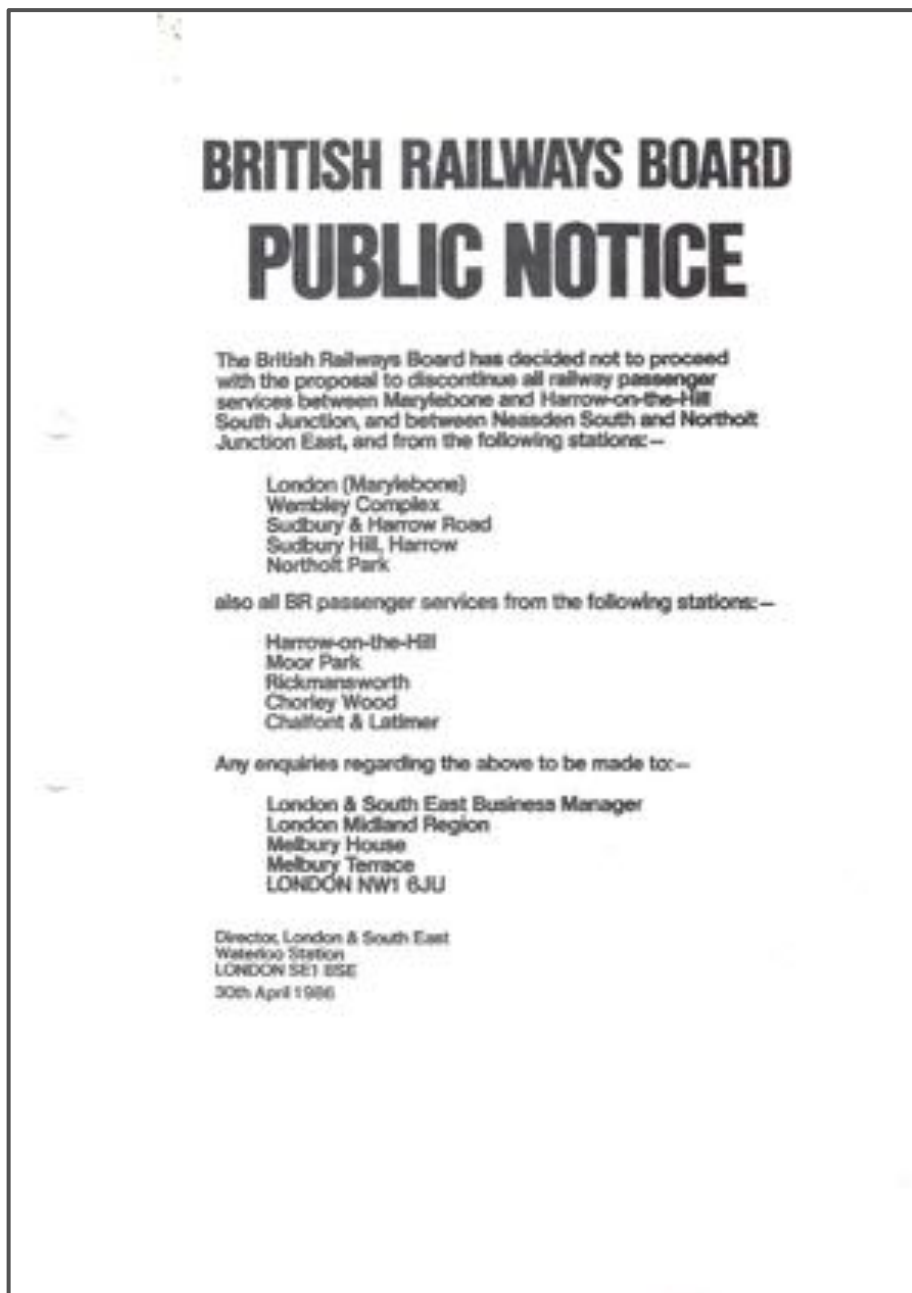 BRITISH RAILWAYS BOARD
PUBLIC NOTICE
The British Railways Board has decided not to proceed
with the proposal to discontinue all railway passenger
services between Marylebone and Harrow-on-the-Hill
South Junction, and between Neasden South and Northolt
Junction East, and from the following stations:—
London (Marylebone)
Wembley Complex
Sudbury & Harrow Road
Sudbury Hill, Harrow
Northolt Park
also all BR passenger services from the following stations:—
Harrow-on-the-Hill
Moor Park
Rickmansworth
Chorley Wood
Chalfont & Latimer
Any enquiries regarding the above to be made to:—
London & South East Business Manager
London Midland Region
Melbury House
Melbury Terrace
LONDON NW1 6JU
Director, London & South East
Waterloo Station
LONDON SE1 8SE
30th April 1986